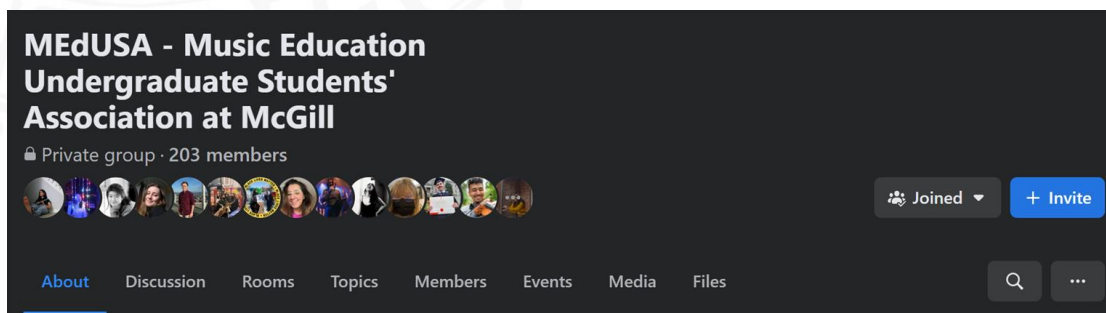 MEdUSA - Music Education
Undergraduate Students'
Association at McGill
Private group · 203 members
Joined
+ Invite
About Discussion Rooms Topics Members Events Media Files